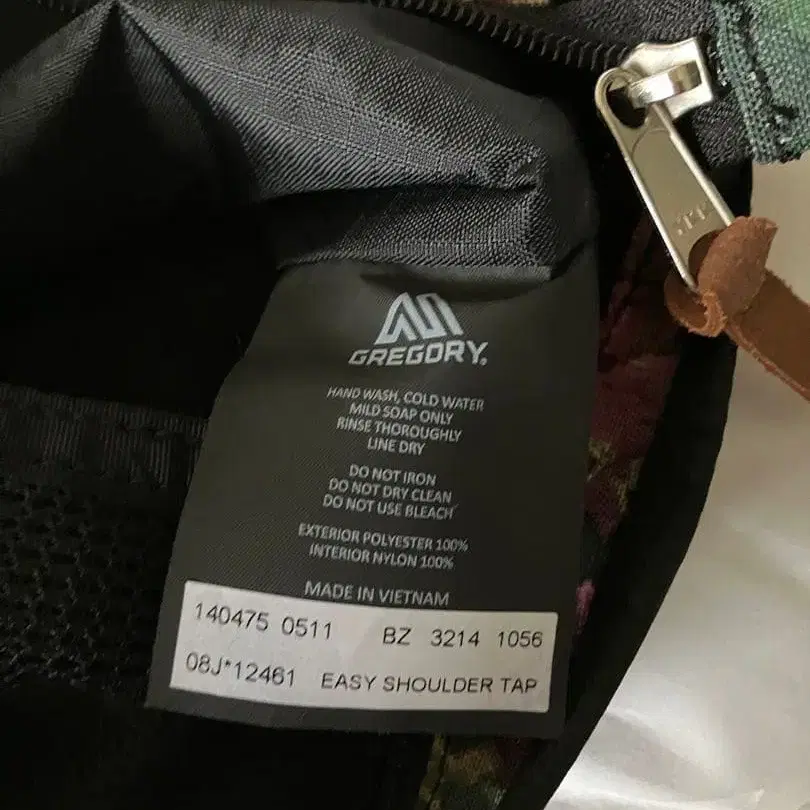 GREGORY.
HAND WASH, COLD WATER
MILD SOAP ONLY
RINSE THOROUGHLY
LINE DRY
DO NOT IRON
DO NOT DRY CLEAN
DO NOT USE BLEACH
EXTERIOR POLYESTER 100%
INTERIOR NYLON 100%
MADE IN VIETNAM
140475 0511 BZ 3214 1056
08J*12461 EASY SHOULDER TAP